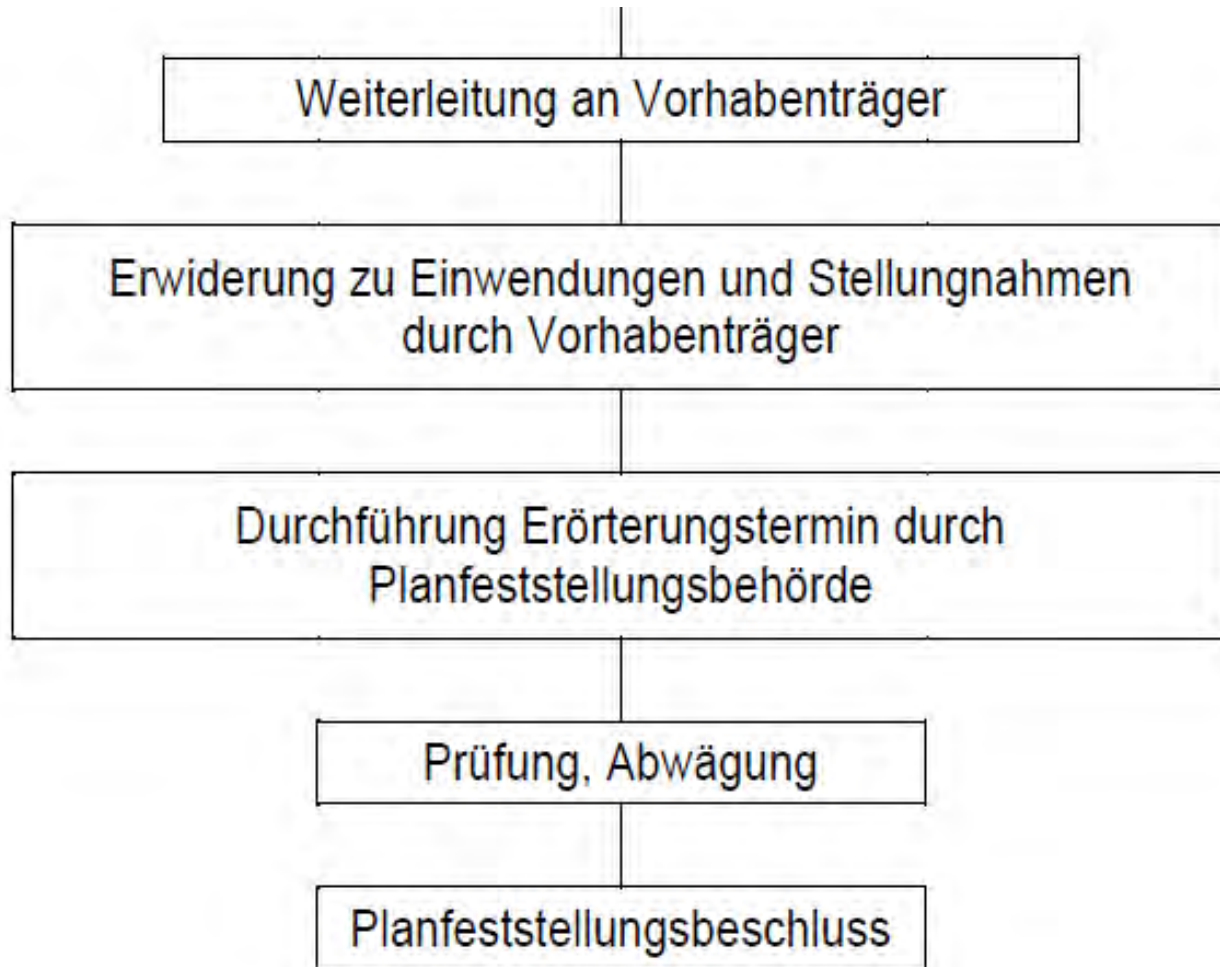 Weiterleitung an Vorhabenträger
Erwiderung zu Einwendungen und Stellungnahmen
durch Vorhabenträger
Durchführung Erörterungstermin durch
Planfeststellungsbehörde
Prüfung, Abwägung
Planfeststellungsbeschluss